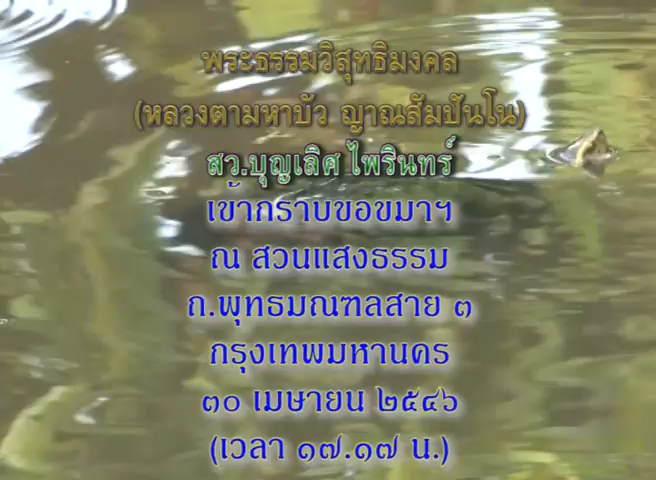 พระธรรมวิสุทธิมงคล
(หลวงตามหาบัว ญาณสัมปันโน)
สว.บุญเลิศ ไพรินทร์
เข้ากราบขอขมาฯ
ณ สวนแสงธรรม
ถ.พุทธมณฑลสาย ๓
กรุงเทพมหานคร
๓๐ เมษายน ๒๕๔๖
(เวลา ๑๗.๑๗ น.)